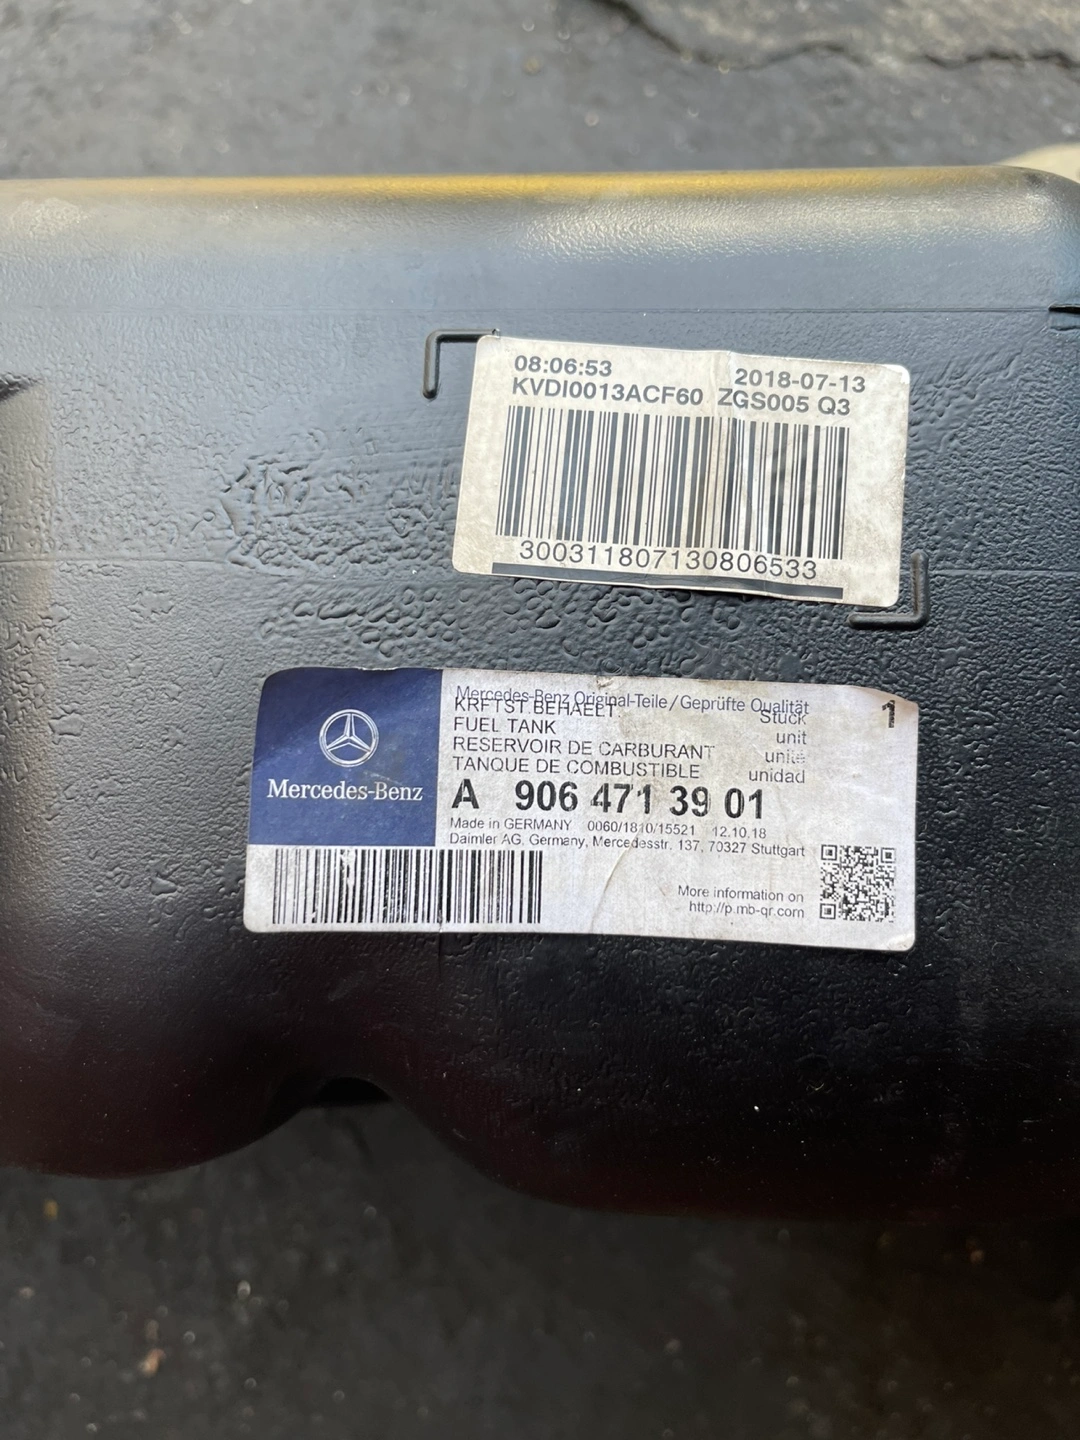 08:06:53 2018-07-13
KVDI0013ACF60 ZGS005 Q3
300311807130806533
Mercedes-Benz Original-Teile/Geprüfte Qualität 1
KRFTST.BEHAELT. Stück
FUEL TANK unit
RESERVOIR DE CARBURANT unité
TANQUE DE COMBUSTIBLE unidad
Mercedes-Benz
A 906 471 39 01
Made in GERMANY 0060/1810/15521 12.10.18
Daimler AG, Germany, Mercedesstr. 137, 70327 Stuttgart
More information on
http://p.mb-qr.com